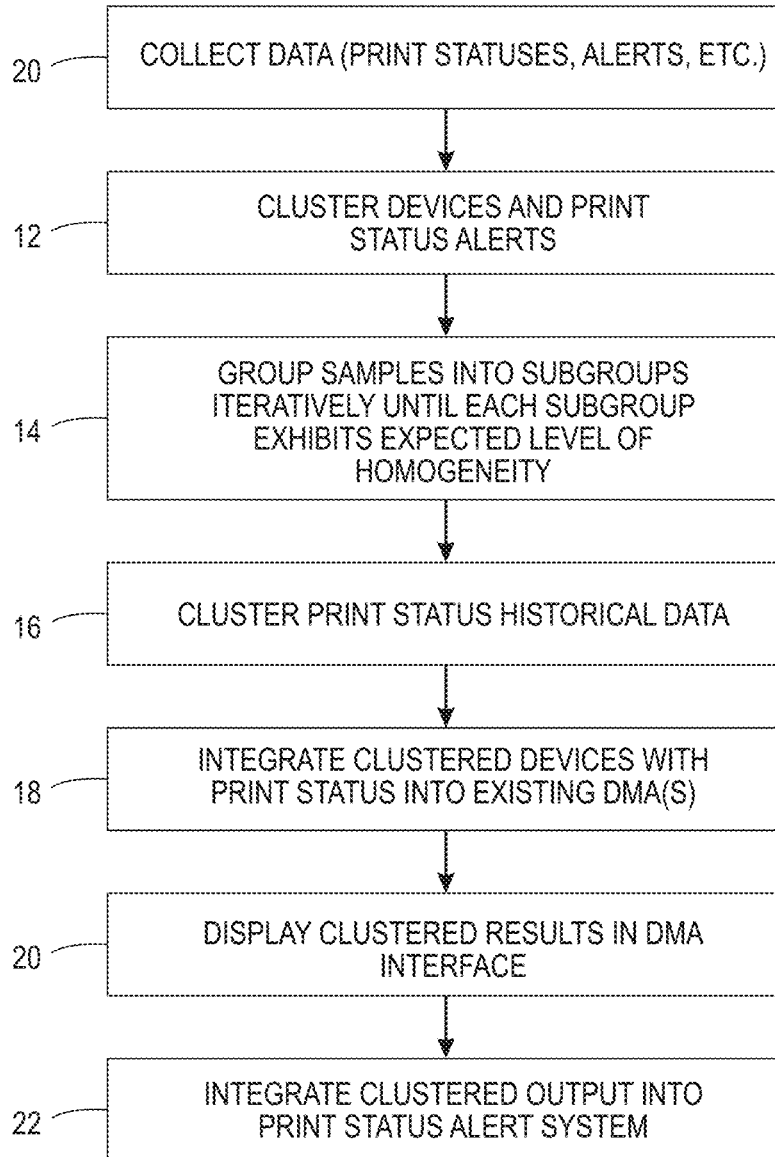 20
COLLECT DATA (PRINT STATUSES, ALERTS, ETC.)
12
CLUSTER DEVICES AND PRINT
STATUS ALERTS
14
GROUP SAMPLES INTO SUBGROUPS
ITERATIVELY UNTIL EACH SUBGROUP
EXHIBITS EXPECTED LEVEL OF
HOMOGENEITY
16
CLUSTER PRINT STATUS HISTORICAL DATA
18
INTEGRATE CLUSTERED DEVICES WITH
PRINT STATUS INTO EXISTING DMA(S)
20
DISPLAY CLUSTERED RESULTS IN DMA
INTERFACE
22
INTEGRATE CLUSTERED OUTPUT INTO
PRINT STATUS ALERT SYSTEM